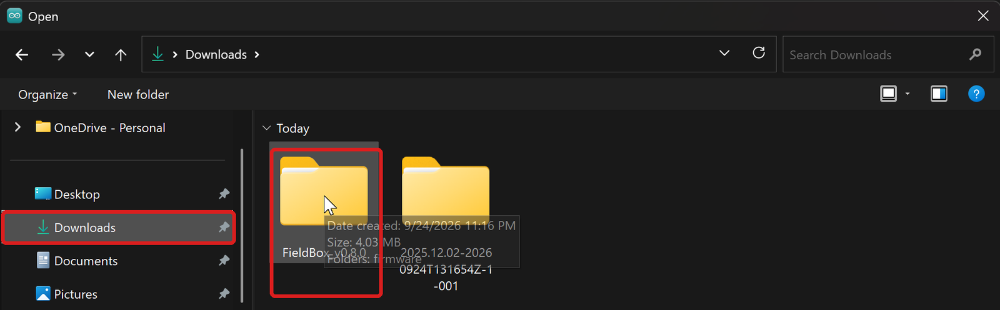 Open
Downloads
Search Downloads
Organize
New folder
OneDrive - Personal
Today
Desktop
Downloads
Documents
Pictures
FieldBox_v0.8.0
2025.12.02-2026
0924T131654Z-1
-001
Date created: 9/24/2026 11:16 PM
Size: 4.03 MB
Folders: firmware